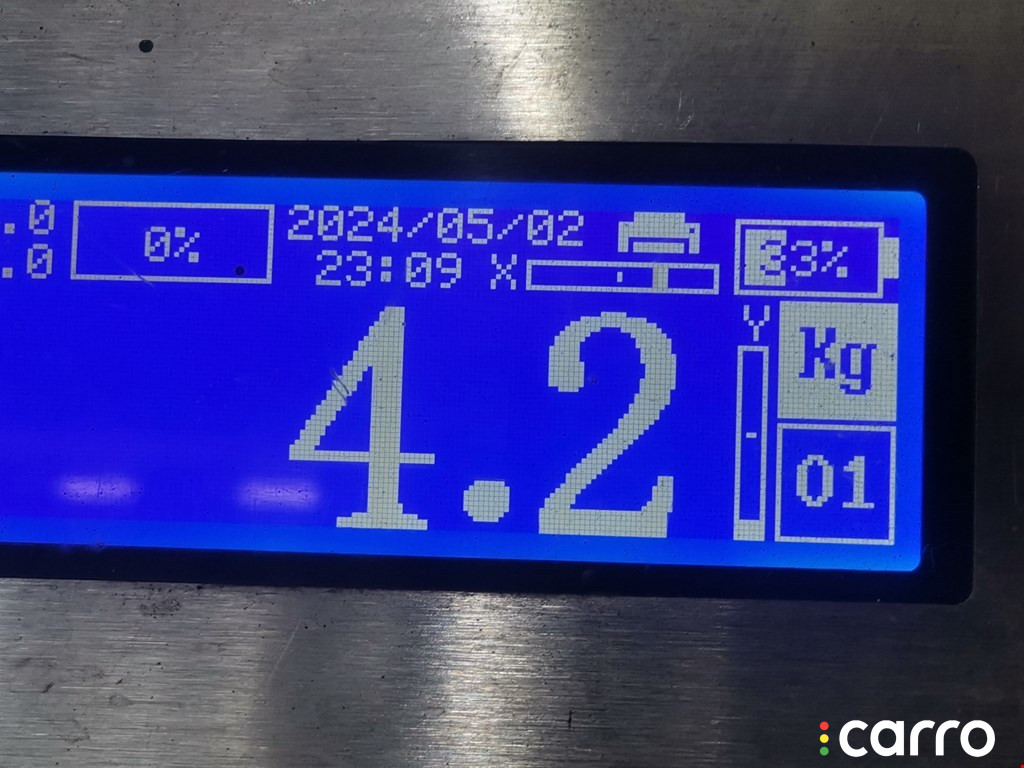 .0 0% 2024/05/02
.0 23:09 X 33%
Y Kg
4.2
01
carro